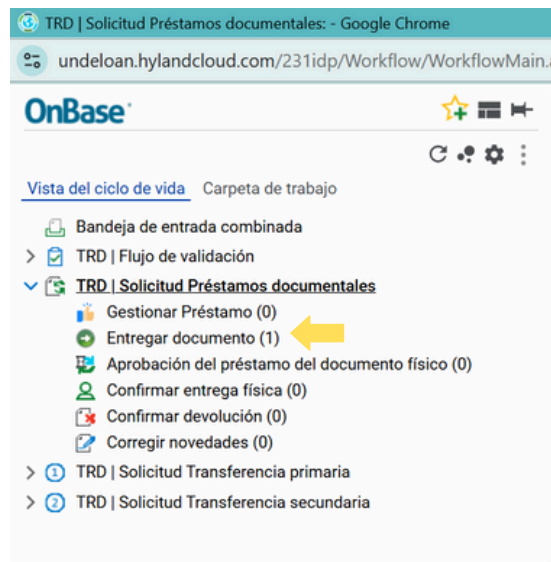 TRD | Solicitud Préstamos documentales: - Google Chrome
undeloan.hylandcloud.com/231idp/Workflow/WorkflowMain.a
OnBase
Vista del ciclo de vida Carpeta de trabajo
Bandeja de entrada combinada
TRD | Flujo de validación
TRD | Solicitud Préstamos documentales
Gestionar Préstamo (0)
Entregar documento (1)
Aprobación del préstamo del documento físico (0)
Confirmar entrega física (0)
Confirmar devolución (0)
Corregir novedades (0)
1 TRD | Solicitud Transferencia primaria
2 TRD | Solicitud Transferencia secundaria